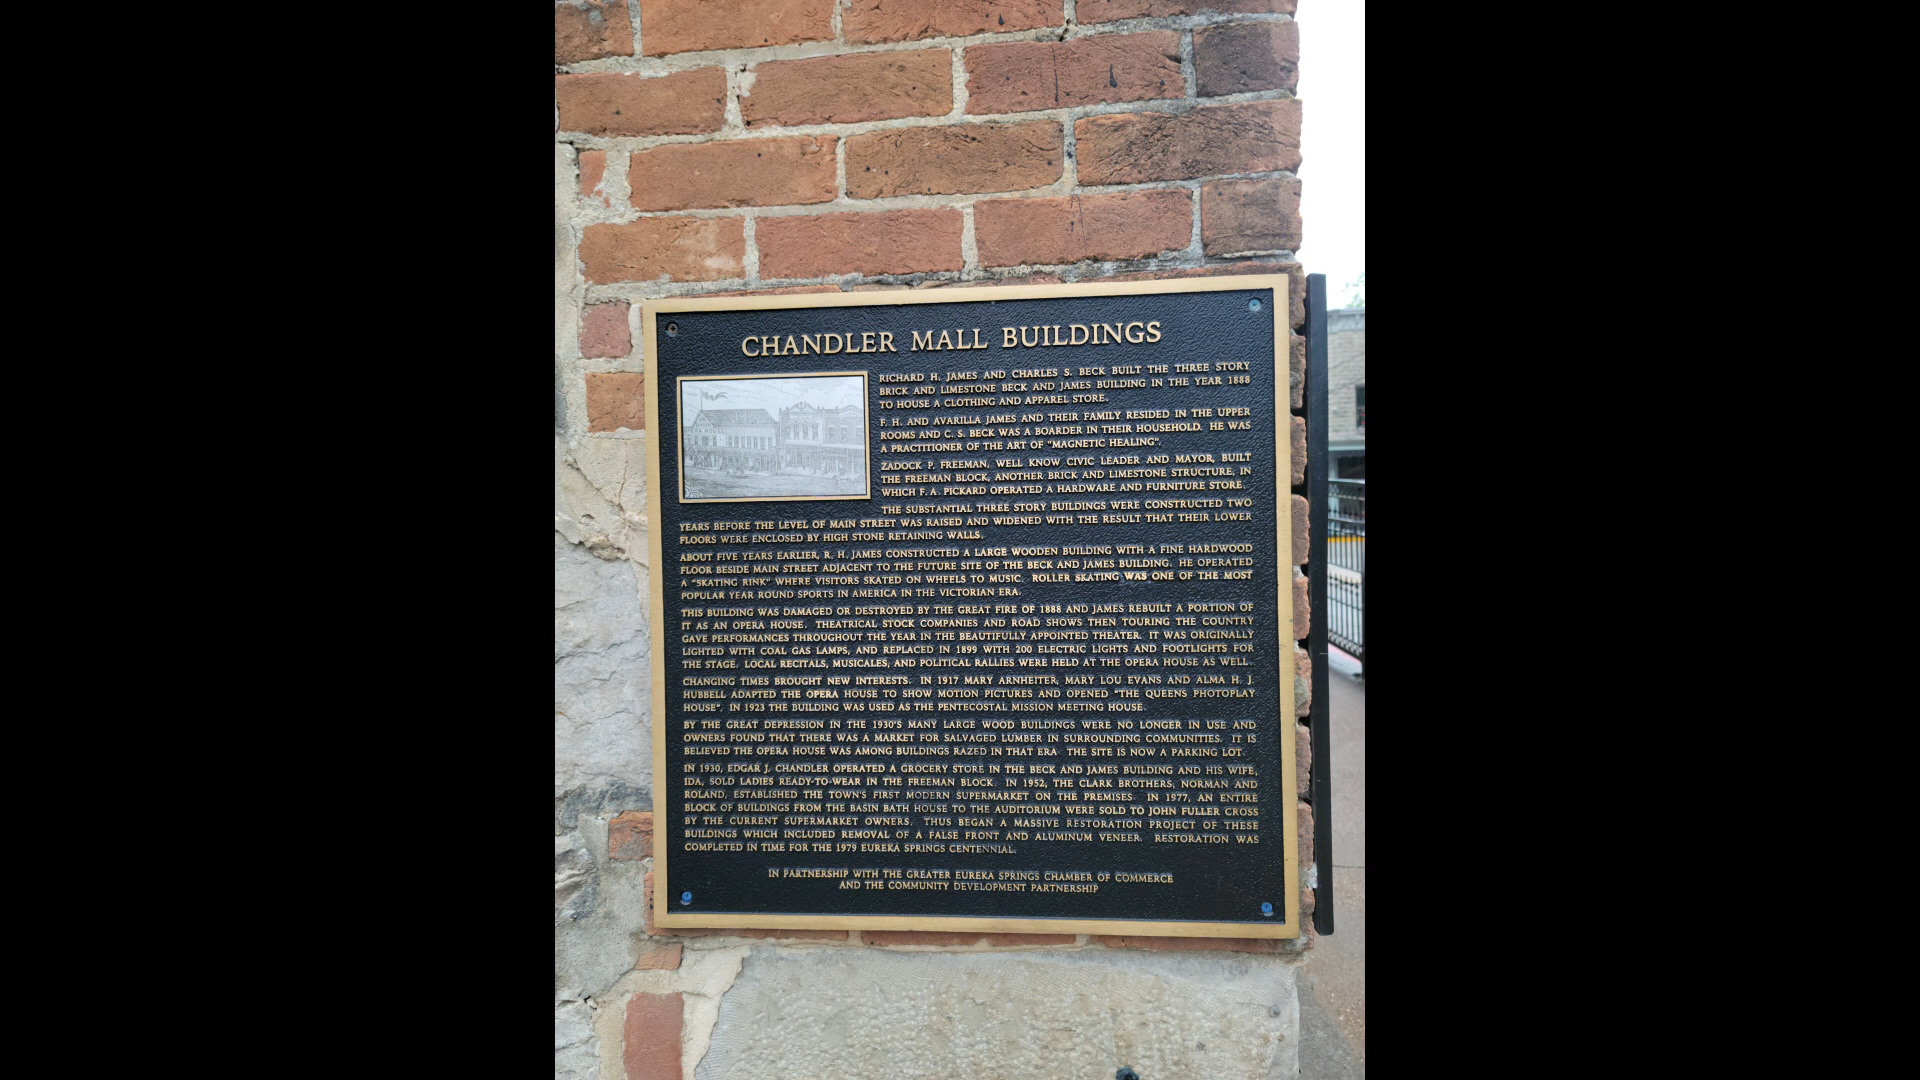 CHANDLER MALL BUILDINGS
RICHARD H. JAMES AND CHARLES S. BECK BUILT THE THREE STORY
BRICK AND LIMESTONE BECK AND JAMES BUILDING IN THE YEAR 1888
TO HOUSE A CLOTHING AND APPAREL STORE.
F. H. AND AVARILLA JAMES AND THEIR FAMILY RESIDED IN THE UPPER
ROOMS AND C. S. BECK WAS A BOARDER IN THEIR HOUSEHOLD. HE WAS
A PRACTITIONER OF THE ART OF "MAGNETIC HEALING".
ZADOCK P. FREEMAN, WELL KNOW CIVIC LEADER AND MAYOR, BUILT
THE FREEMAN BLOCK, ANOTHER BRICK AND LIMESTONE STRUCTURE, IN
WHICH F. A. PICKARD OPERATED A HARDWARE AND FURNITURE STORE.
THE SUBSTANTIAL THREE STORY BUILDINGS WERE CONSTRUCTED TWO
YEARS BEFORE THE LEVEL OF MAIN STREET WAS RAISED AND WIDENED WITH THE RESULT THAT THEIR LOWER
FLOORS WERE ENCLOSED BY HIGH STONE RETAINING WALLS.
ABOUT FIVE YEARS EARLIER, R. H. JAMES CONSTRUCTED A LARGE WOODEN BUILDING WITH A FINE HARDWOOD
FLOOR BESIDE MAIN STREET ADJACENT TO THE FUTURE SITE OF THE BECK AND JAMES BUILDING. HE OPERATED
A "SKATING RINK" WHERE VISITORS SKATED ON WHEELS TO MUSIC. ROLLER SKATING WAS ONE OF THE MOST
POPULAR YEAR ROUND SPORTS IN AMERICA IN THE VICTORIAN ERA.
THIS BUILDING WAS DAMAGED OR DESTROYED BY THE GREAT FIRE OF 1888 AND JAMES REBUILT A PORTION OF
IT AS AN OPERA HOUSE. THEATRICAL STOCK COMPANIES AND ROAD SHOWS THEN TOURING THE COUNTRY
GAVE PERFORMANCES THROUGHOUT THE YEAR IN THE BEAUTIFULLY APPOINTED THEATER. IT WAS ORIGINALLY
LIGHTED WITH COAL GAS LAMPS, AND REPLACED IN 1899 WITH 200 ELECTRIC LIGHTS AND FOOTLIGHTS FOR
THE STAGE. LOCAL RECITALS, MUSICALES, AND POLITICAL RALLIES WERE HELD AT THE OPERA HOUSE AS WELL.
CHANGING TIMES BROUGHT NEW INTERESTS. IN 1917 MARY ARNHEITER, MARY LOU EVANS AND ALMA H. J.
HUBBELL ADAPTED THE OPERA HOUSE TO SHOW MOTION PICTURES AND OPENED "THE QUEENS PHOTOPLAY
HOUSE". IN 1923 THE BUILDING WAS USED AS THE PENTECOSTAL MISSION MEETING HOUSE.
BY THE GREAT DEPRESSION IN THE 1930'S MANY LARGE WOOD BUILDINGS WERE NO LONGER IN USE AND
OWNERS FOUND THAT THERE WAS A MARKET FOR SALVAGED LUMBER IN SURROUNDING COMMUNITIES. IT IS
BELIEVED THE OPERA HOUSE WAS AMONG BUILDINGS RAZED IN THAT ERA. THE SITE IS NOW A PARKING LOT.
IN 1930, EDGAR J. CHANDLER OPERATED A GROCERY STORE IN THE BECK AND JAMES BUILDING AND HIS WIFE,
IDA, SOLD LADIES READY-TO-WEAR IN THE FREEMAN BLOCK. IN 1952, THE CLARK BROTHERS, NORMAN AND
ROLAND, ESTABLISHED THE TOWN'S FIRST MODERN SUPERMARKET ON THE PREMISES. IN 1977, AN ENTIRE
BLOCK OF BUILDINGS FROM THE BASIN BATH HOUSE TO THE AUDITORIUM WERE SOLD TO JOHN FULLER CROSS
BY THE CURRENT SUPERMARKET OWNERS. THUS BEGAN A MASSIVE RESTORATION PROJECT OF THESE
BUILDINGS WHICH INCLUDED REMOVAL OF A FALSE FRONT AND ALUMINUM VENEER. RESTORATION WAS
COMPLETED IN TIME FOR THE 1979 EUREKA SPRINGS CENTENNIAL.
IN PARTNERSHIP WITH THE GREATER EUREKA SPRINGS CHAMBER OF COMMERCE
AND THE COMMUNITY DEVELOPMENT PARTNERSHIP